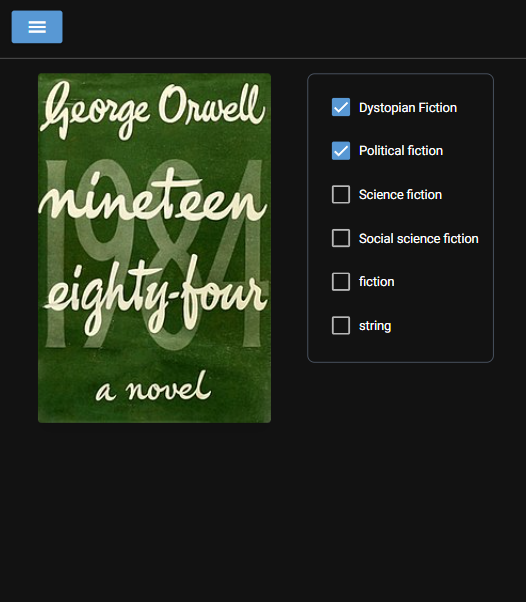 George Orwell
1984
nineteen
eighty-four
a novel
Dystopian Fiction
Political fiction
Science fiction
Social science fiction
fiction
string